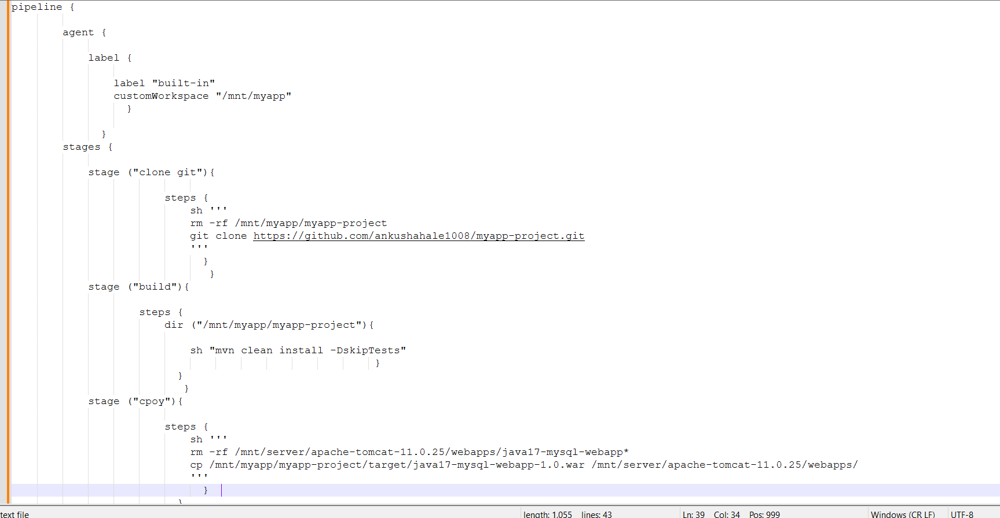 pipeline {
agent {
label {
label "built-in"
customWorkspace "/mnt/myapp"
}
}
stages {
stage ("clone git"){
steps {
sh '''
rm -rf /mnt/myapp/myapp-project
git clone https://github.com/ankushahale1008/myapp-project.git
'''
}
}
stage ("build"){
steps {
dir ("/mnt/myapp/myapp-project"){
sh "mvn clean install -DskipTests"
}
}
}
stage ("cpoy"){
steps {
sh '''
rm -rf /mnt/server/apache-tomcat-11.0.25/webapps/java17-mysql-webapp*
cp /mnt/myapp/myapp-project/target/java17-mysql-webapp-1.0.war /mnt/server/apache-tomcat-11.0.25/webapps/
'''
}
text file length: 1,055 lines: 43 Ln: 39 Col: 34 Pos: 999 Windows (CR LF) UTF-8